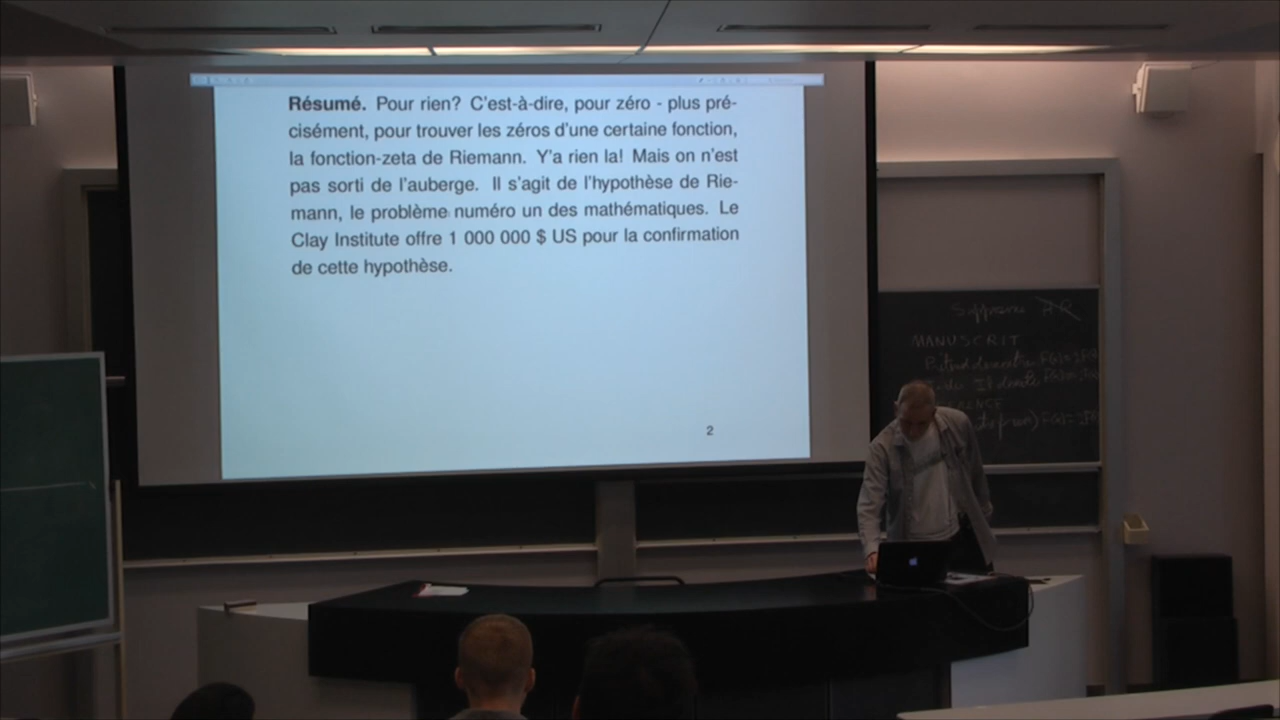 Résumé. Pour rien? C'est-à-dire, pour zéro - plus pré-
cisément, pour trouver les zéros d'une certaine fonction,
la fonction-zeta de Riemann. Y'a rien la! Mais on n'est
pas sorti de l'auberge. Il s'agit de l'hypothèse de Rie-
mann, le problème numéro un des mathématiques. Le
Clay Institute offre 1 000 000 $ US pour la confirmation
de cette hypothèse.
2
MANUSCRIT